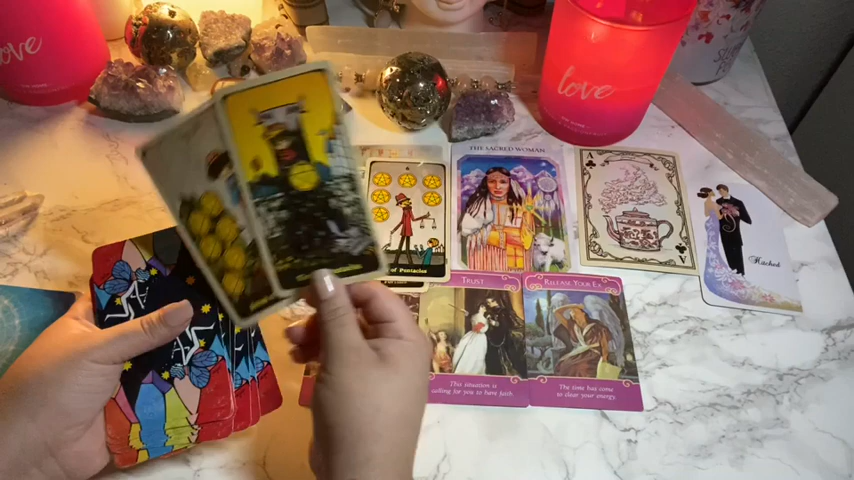 love
love
THE SACRED WOMAN
A
A
of Pentacles
Hitched
TRUST
RELEASE YOUR EX
This situation is
calling for you to have faith.
The time has come
to clear your energy.